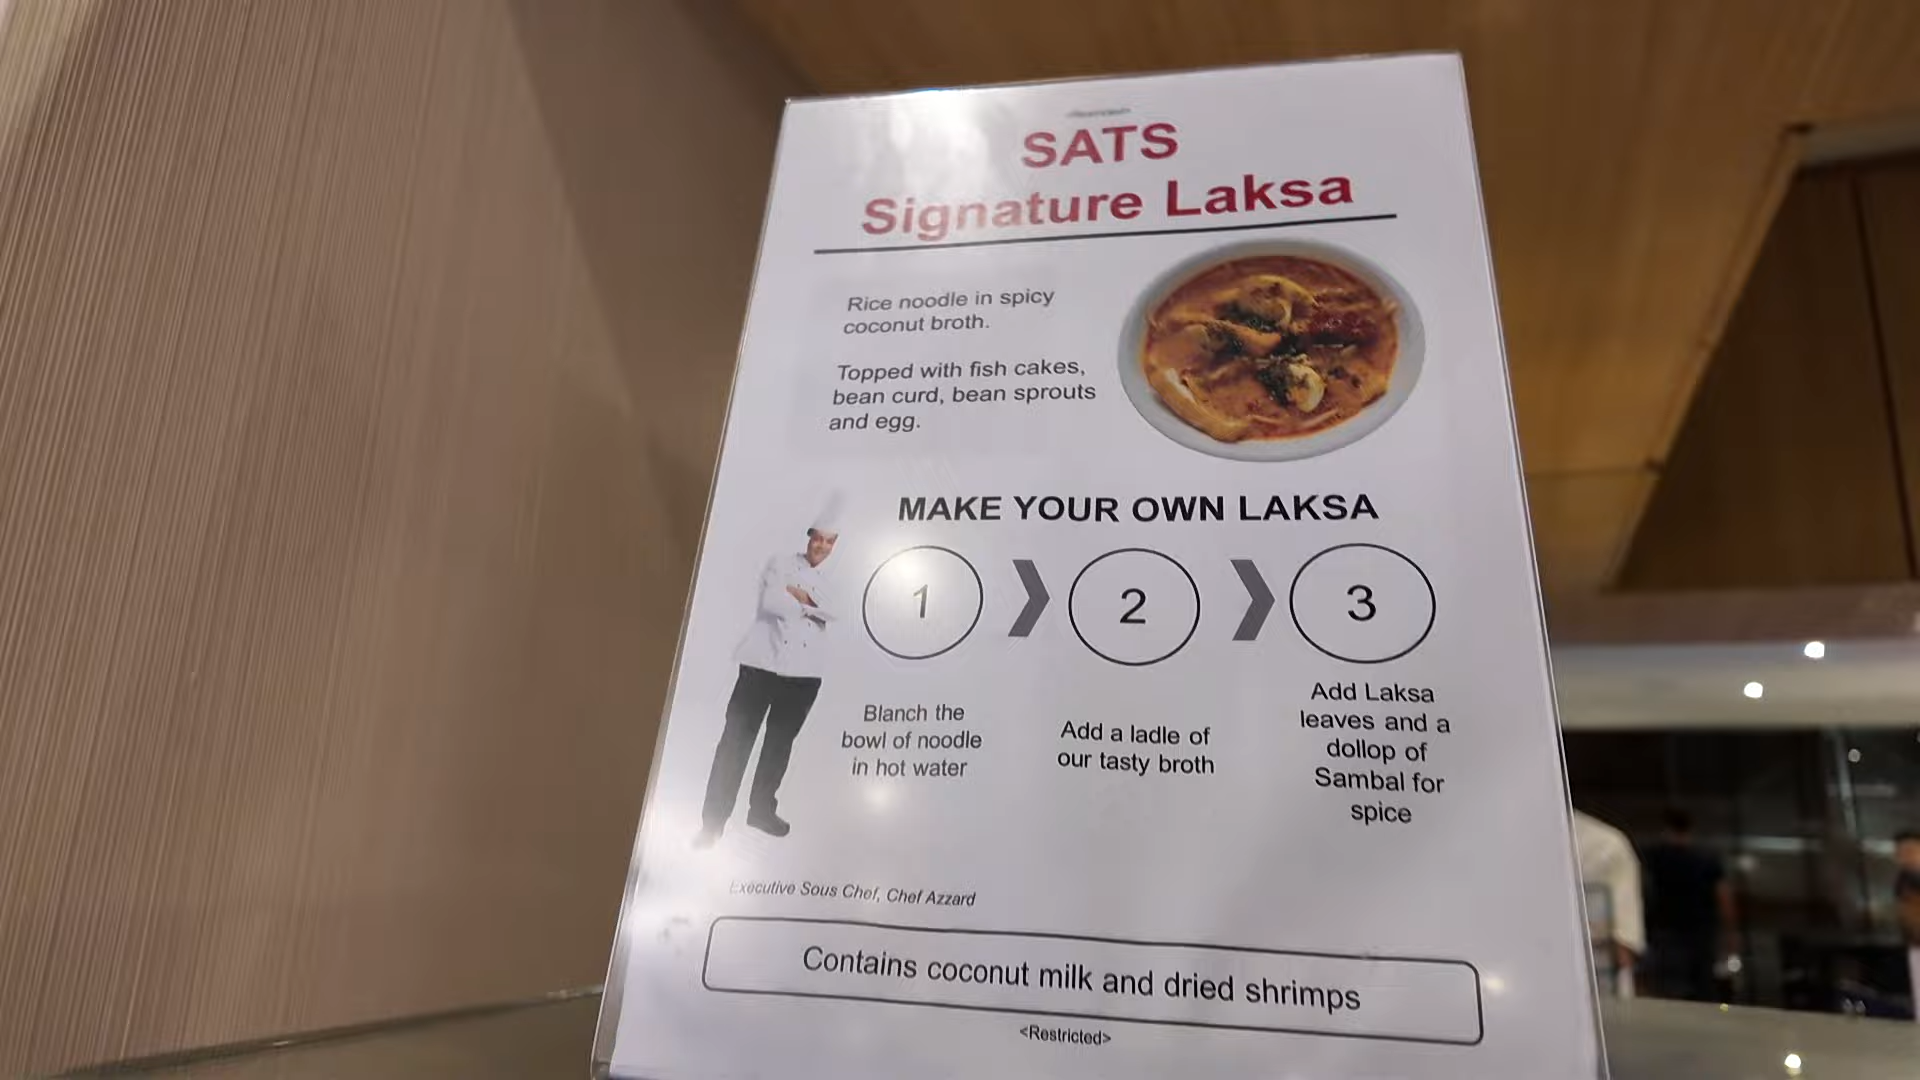 SATS
Signature Laksa
Rice noodle in spicy
coconut broth.
Topped with fish cakes,
bean curd, bean sprouts
and egg.
MAKE YOUR OWN LAKSA
1
2
3
Blanch the
bowl of noodle
in hot water
Add a ladle of
our tasty broth
Add Laksa
leaves and a
dollop of
Sambal for
spice
Executive Sous Chef, Chef Azzard
Contains coconut milk and dried shrimps
<Restricted>